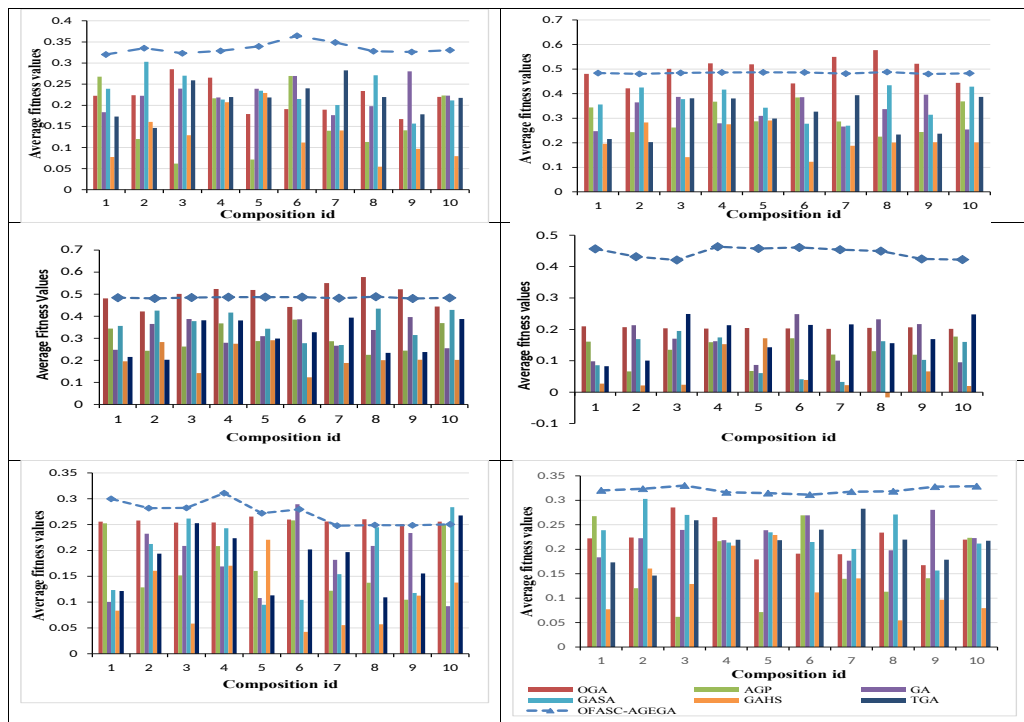 Average fitness values
0.4
0.35
0.3
0.25
0.2
0.15
0.1
0.05
0
1 2 3 4 5 6 7 8 9 10
Composition id
Average fitness values
0.7
0.6
0.5
0.4
0.3
0.2
0.1
0
1 2 3 4 5 6 7 8 9 10
Composition id
Average Fitness Values
0.7
0.6
0.5
0.4
0.3
0.2
0.1
0
1 2 3 4 5 6 7 8 9 10
Composition id
Average fitness values
0.5
0.4
0.3
0.2
0.1
0
-0.1
1 2 3 4 5 6 7 8 9 10
Composition id
Average fitness values
0.35
0.3
0.25
0.2
0.15
0.1
0.05
0
1 2 3 4 5 6 7 8 9 10
Composition id
Average fitness values
0.35
0.3
0.25
0.2
0.15
0.1
0.05
0
1 2 3 4 5 6 7 8 9 10
Composition id
OGA AGP GA
GASA GAHS TGA
OFASC-AGEGA